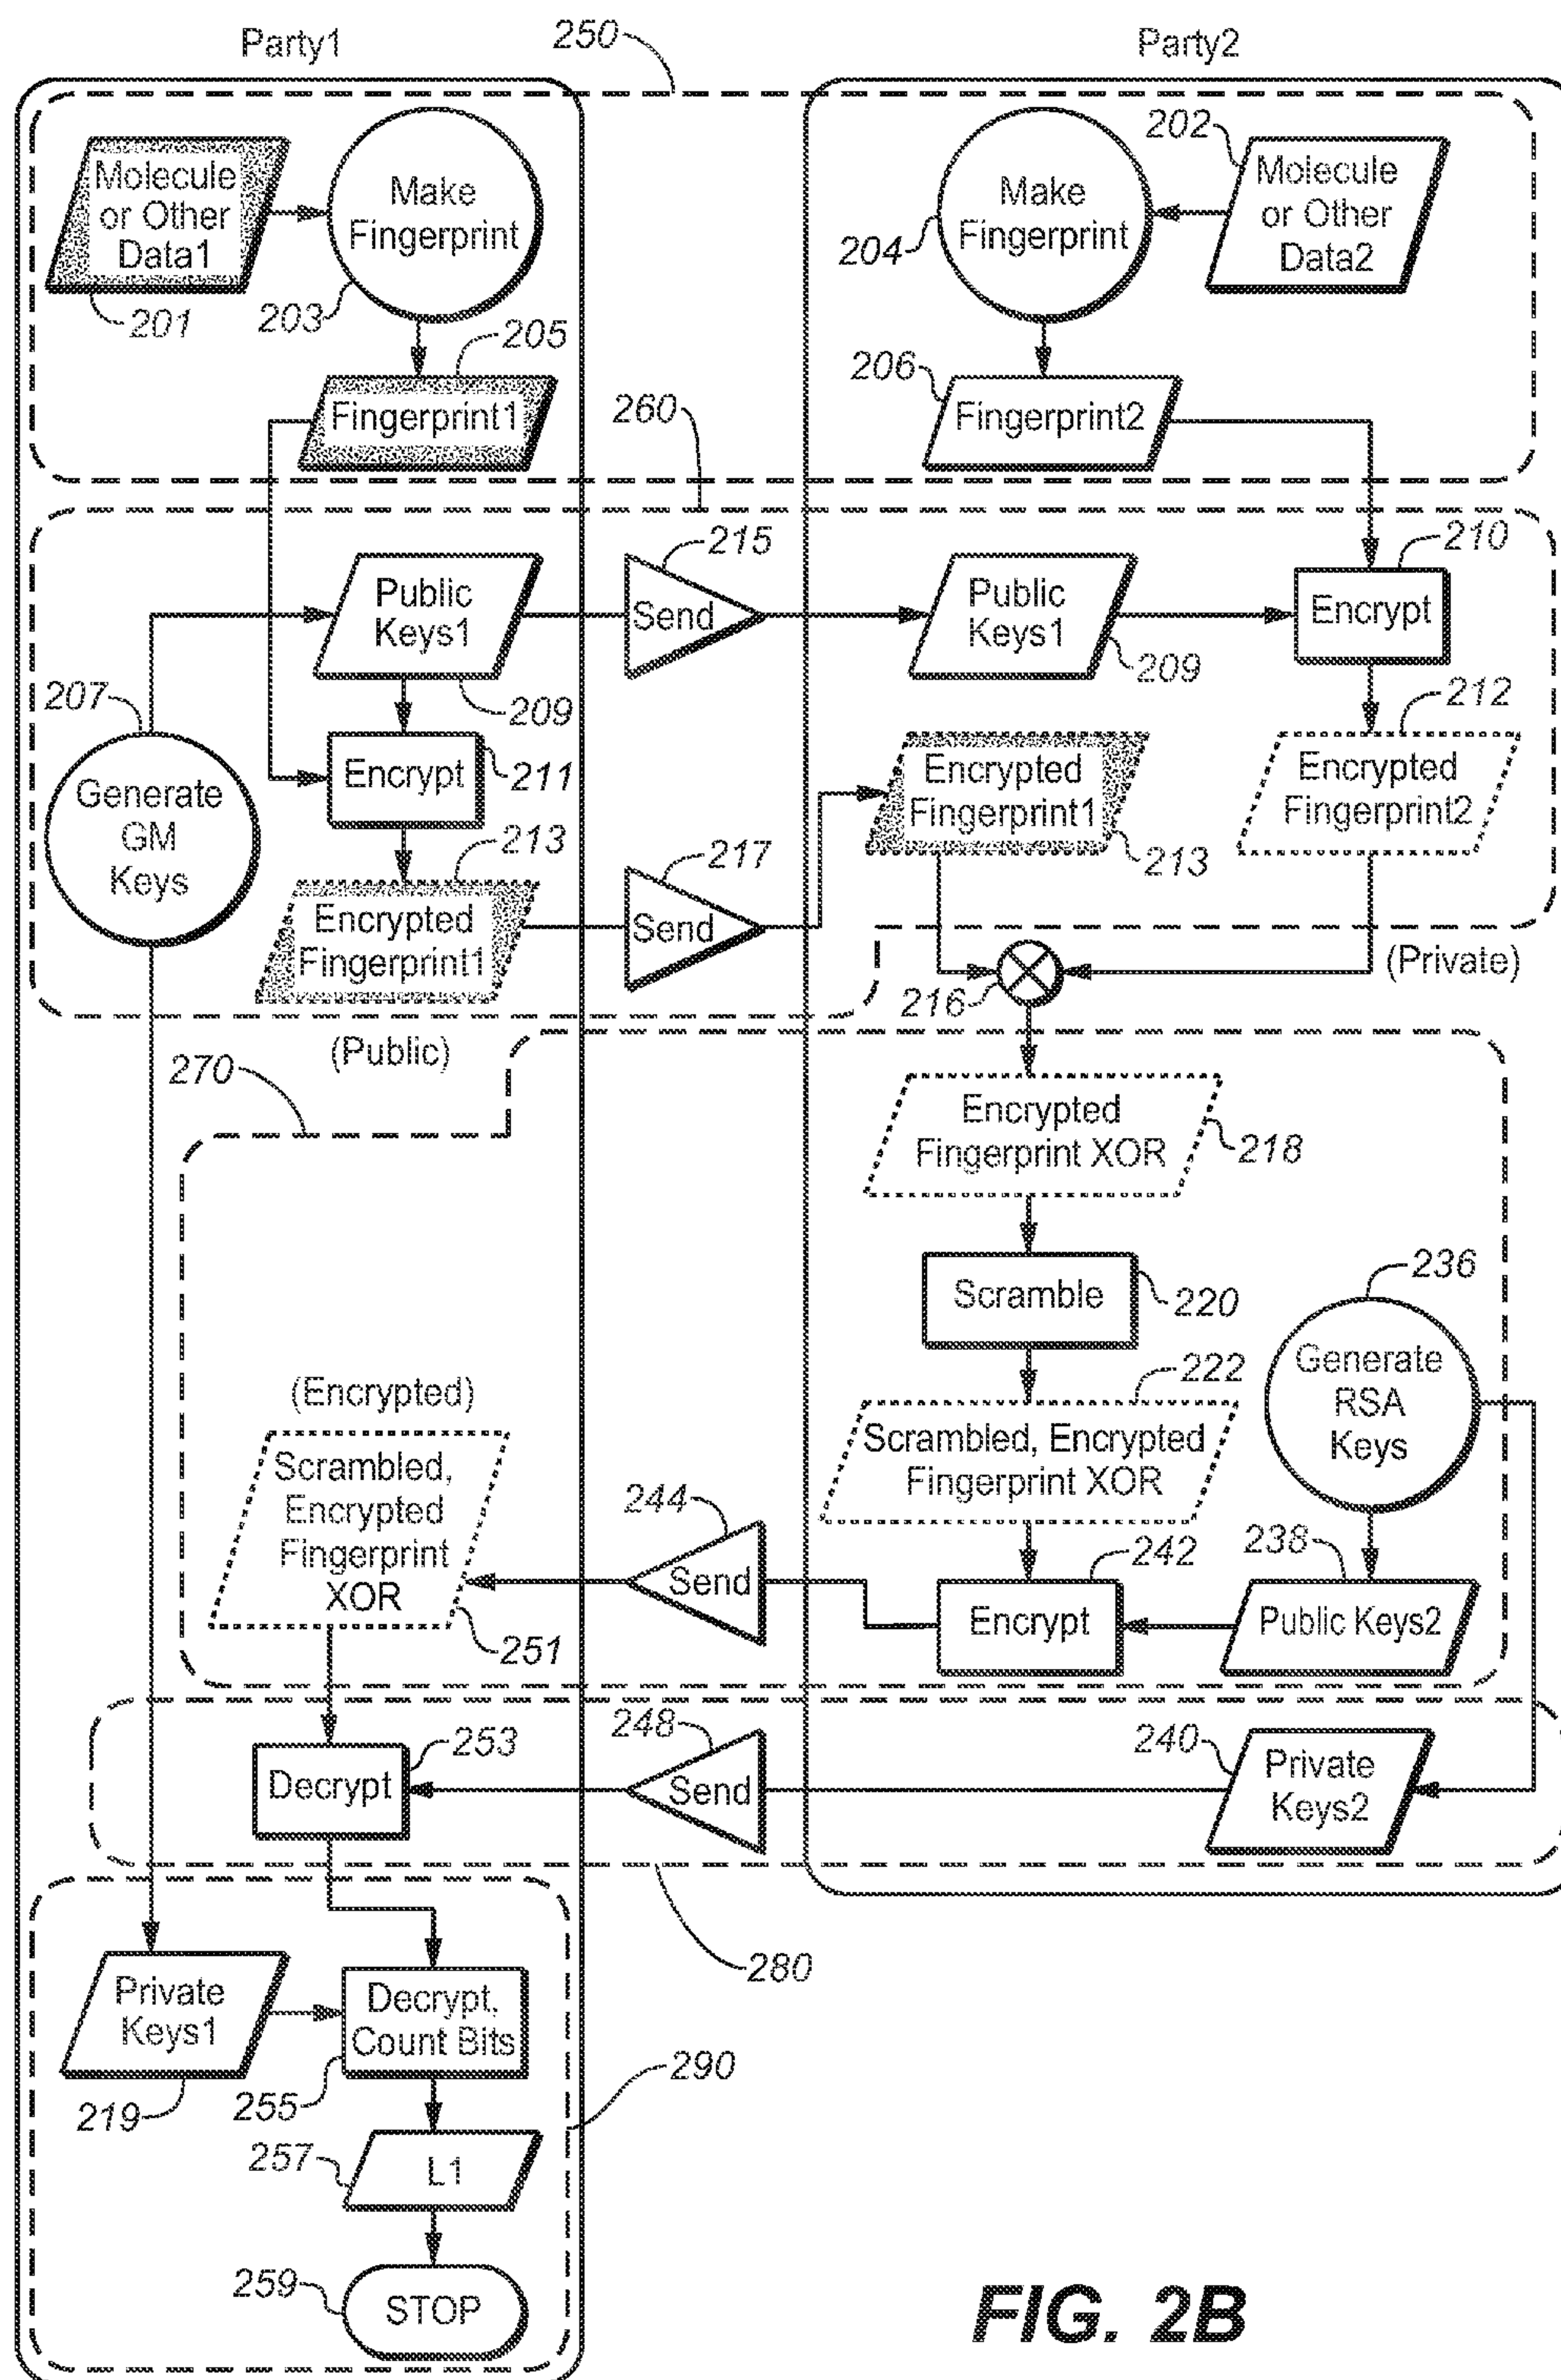 Party1
250
Party2
Molecule
or Other
Data1
201
Make
Fingerprint
203
205
Fingerprint1
202
Molecule
or Other
Data2
Make
Fingerprint
204
206
Fingerprint2
260
215
Public
Keys1
209
Send
Public
Keys1
209
210
Encrypt
207
Generate
GM
Keys
Encrypt
211
213
Encrypted
Fingerprint1
217
Send
Encrypted
Fingerprint1
213
212
Encrypted
Fingerprint2
216
(Private)
(Public)
270
Encrypted
Fingerprint XOR
218
Scramble
220
236
Generate
RSA
Keys
222
Scrambled, Encrypted
Fingerprint XOR
(Encrypted)
Scrambled,
Encrypted
Fingerprint
XOR
251
244
Send
242
Encrypt
238
Public Keys2
253
Decrypt
248
Send
240
Private
Keys2
280
Private
Keys1
219
Decrypt,
Count Bits
255
290
257
L1
259
STOP
FIG. 2B